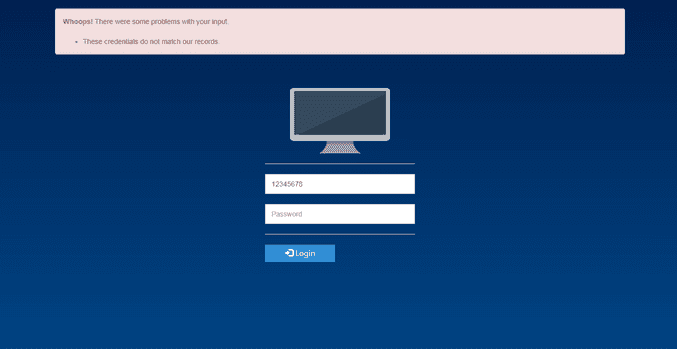 Whoops! There were some problems with your input.
These credentials do not match our records.
12345678
Password
Login